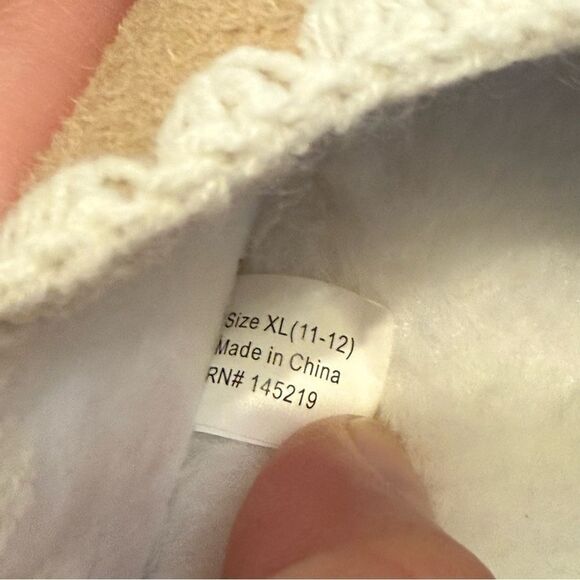 Size XL(11-12)
Made in China
RN# 145219